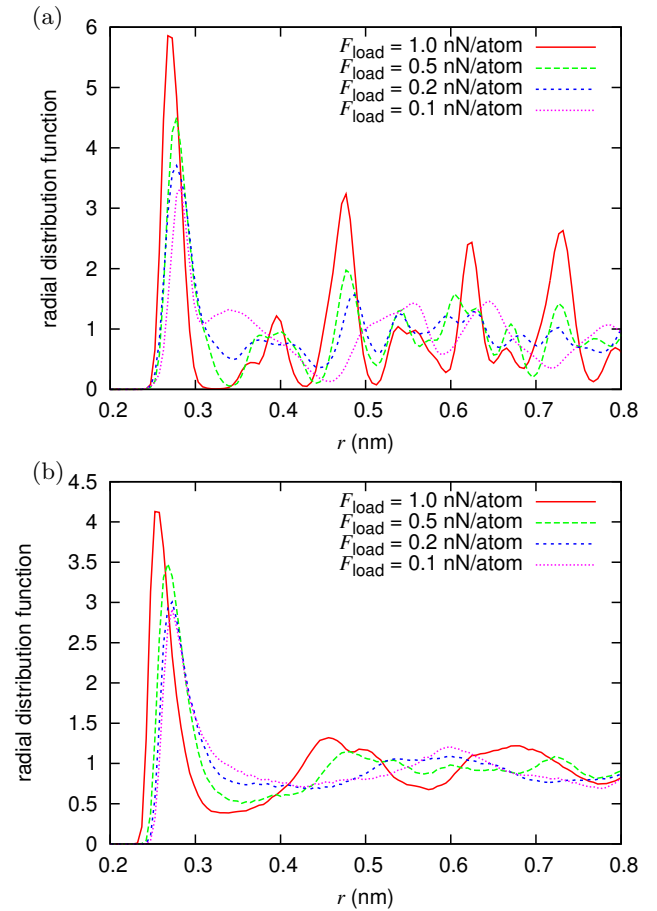 (a)
6
5
4
3
2
1
0
radial distribution function
F_load = 1.0 nN/atom
F_load = 0.5 nN/atom
F_load = 0.2 nN/atom
F_load = 0.1 nN/atom
0.2 0.3 0.4 0.5 0.6 0.7 0.8
r (nm)
(b)
4.5
4
3.5
3
2.5
2
1.5
1
0.5
0
radial distribution function
F_load = 1.0 nN/atom
F_load = 0.5 nN/atom
F_load = 0.2 nN/atom
F_load = 0.1 nN/atom
0.2 0.3 0.4 0.5 0.6 0.7 0.8
r (nm)